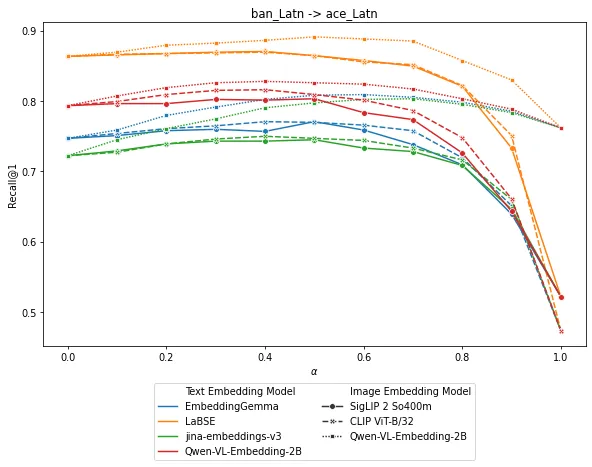 ban_Latn -> ace_Latn
0.9
0.8
0.7
0.6
0.5
Recall@1
0.0 0.2 0.4 0.6 0.8 1.0
α
Text Embedding Model Image Embedding Model
EmbeddingGemma SigLIP 2 So400m
LaBSE CLIP ViT-B/32
jina-embeddings-v3 Qwen-VL-Embedding-2B
Qwen-VL-Embedding-2B